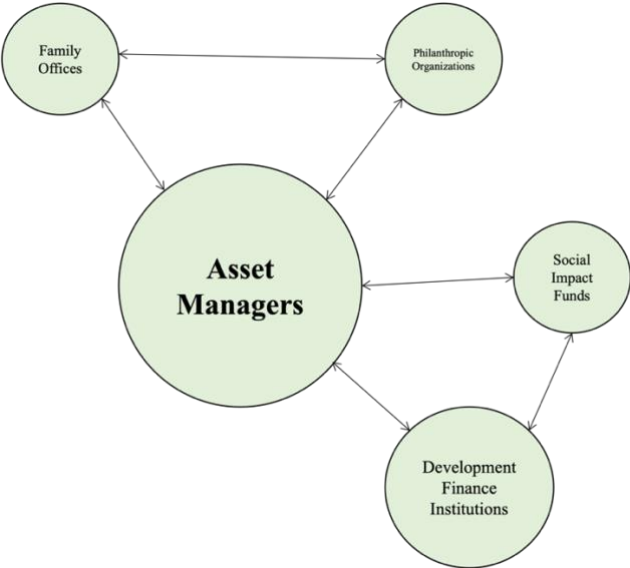 Family
Offices
Philanthropic
Organizations
Asset
Managers
Social
Impact
Funds
Development
Finance
Institutions